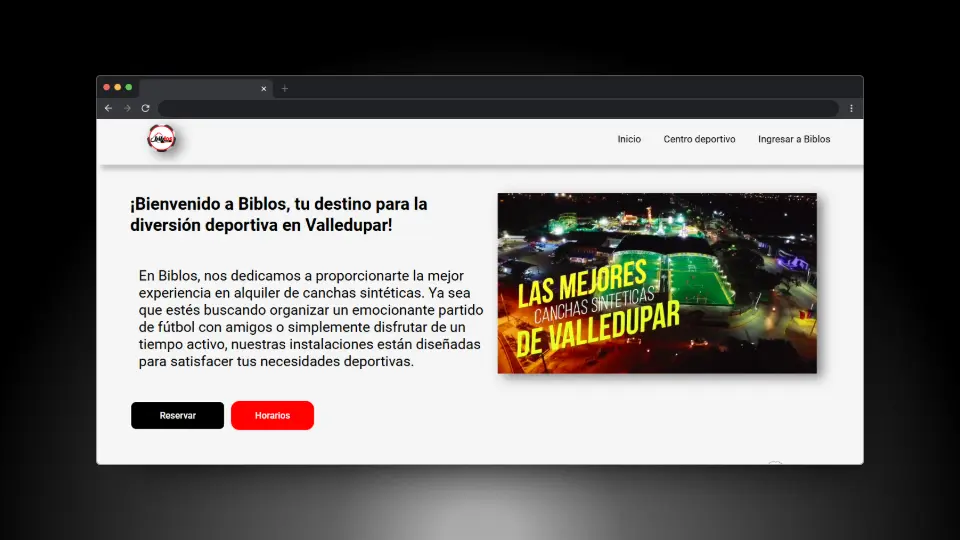 Biblos
Inicio
Centro deportivo
Ingresar a Biblos
¡Bienvenido a Biblos, tu destino para la
diversión deportiva en Valledupar!
En Biblos, nos dedicamos a proporcionarte la mejor
experiencia en alquiler de canchas sintéticas. Ya sea
que estés buscando organizar un emocionante partido
de fútbol con amigos o simplemente disfrutar de un
tiempo activo, nuestras instalaciones están diseñadas
para satisfacer tus necesidades deportivas.
LAS MEJORES
CANCHAS SINTETICAS
DE VALLEDUPAR
Reservar
Horarios